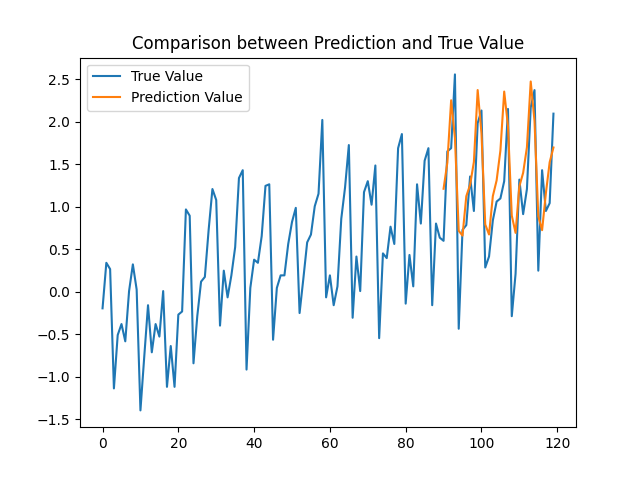 Comparison between Prediction and True Value
True Value
Prediction Value
2.5
2.0
1.5
1.0
0.5
0.0
−0.5
−1.0
−1.5
0 20 40 60 80 100 120